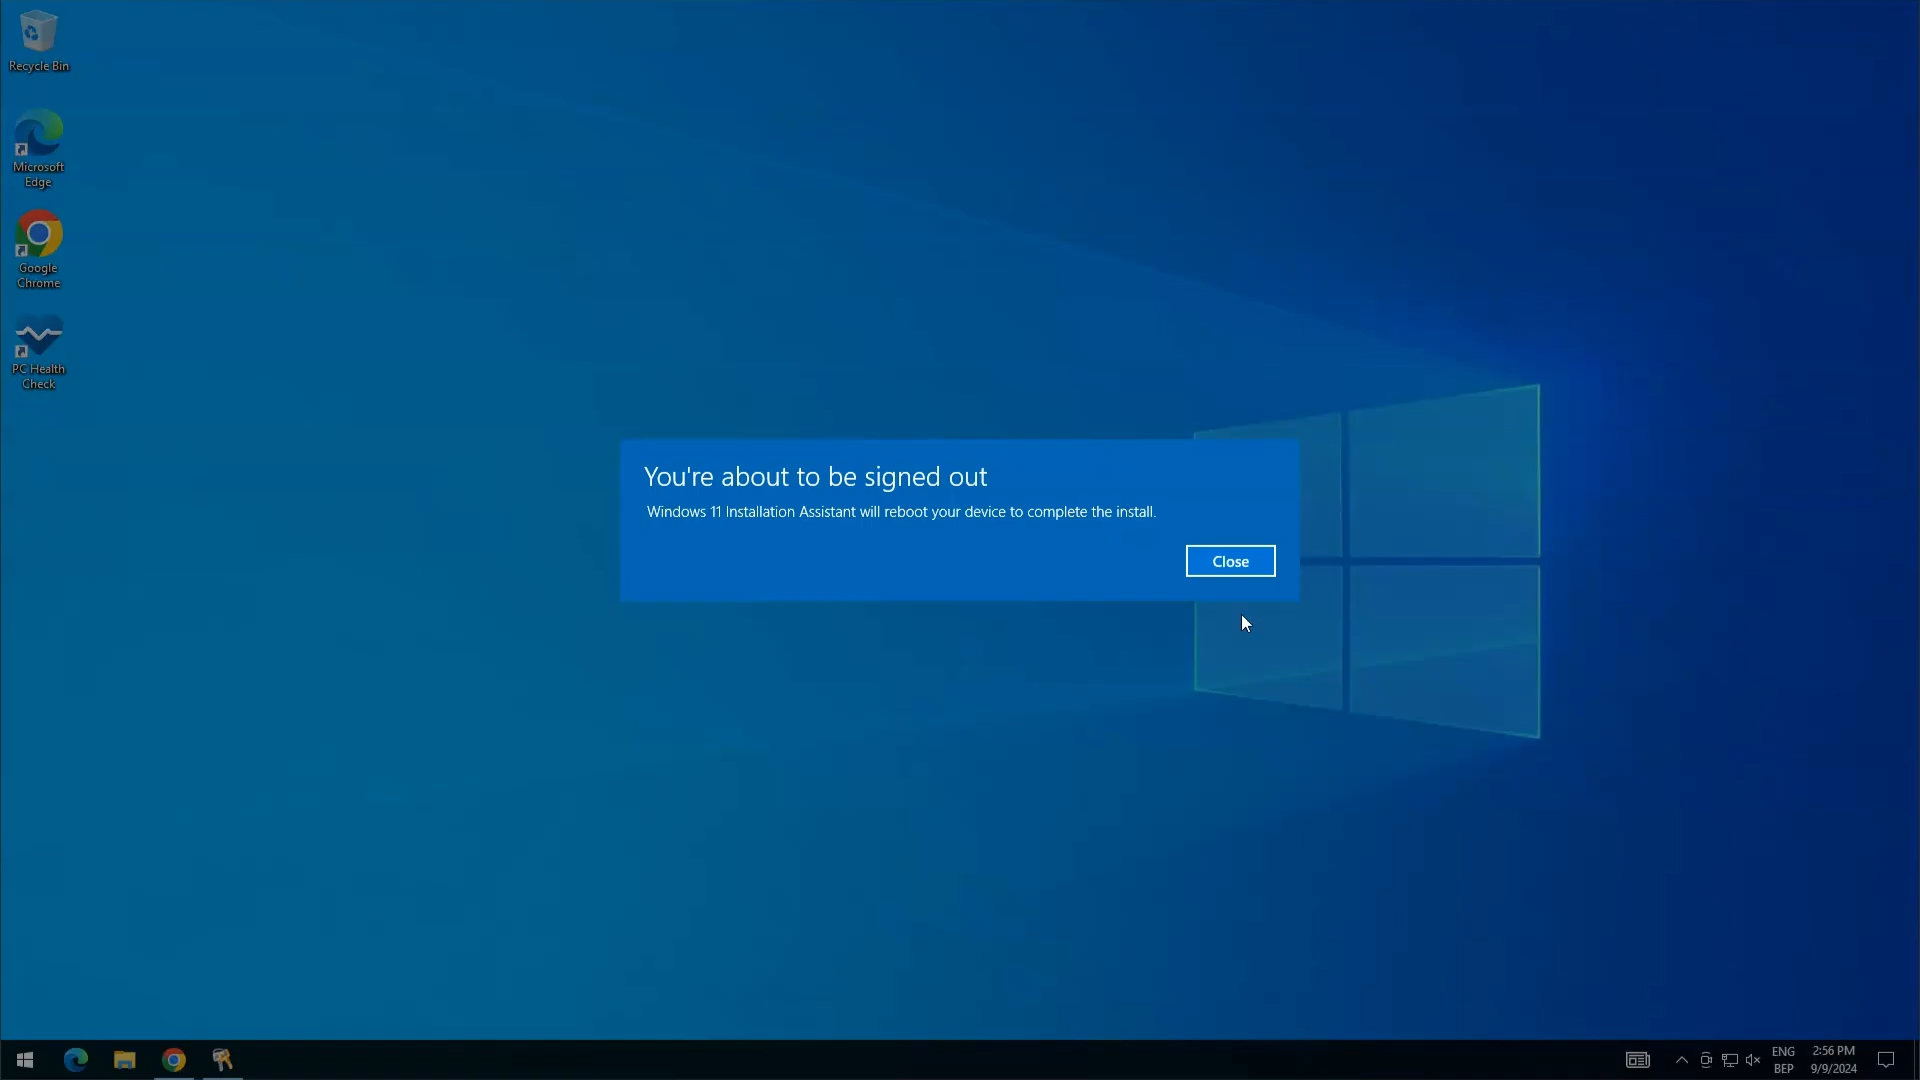 Recycle Bin
Microsoft
Edge
Google
Chrome
PC Health
Check
You're about to be signed out
Windows 11 Installation Assistant will reboot your device to complete the install.
Close
ENG
BEP
2:56 PM
9/9/2024